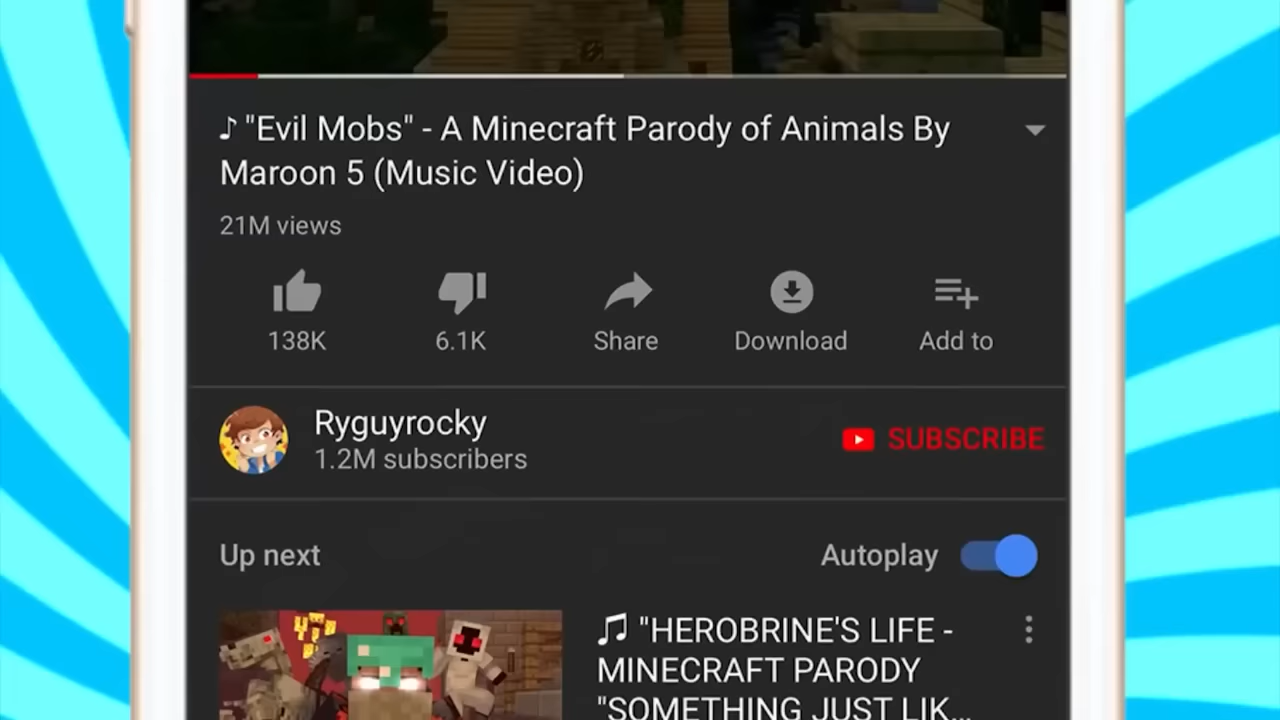 ♪ "Evil Mobs" - A Minecraft Parody of Animals By
Maroon 5 (Music Video)
21M views
138K
6.1K
Share
Download
Add to
Ryguyrocky
1.2M subscribers
SUBSCRIBE
Up next
Autoplay
🎵 "HEROBRINE'S LIFE -
MINECRAFT PARODY
"SOMETHING JUST LIK...